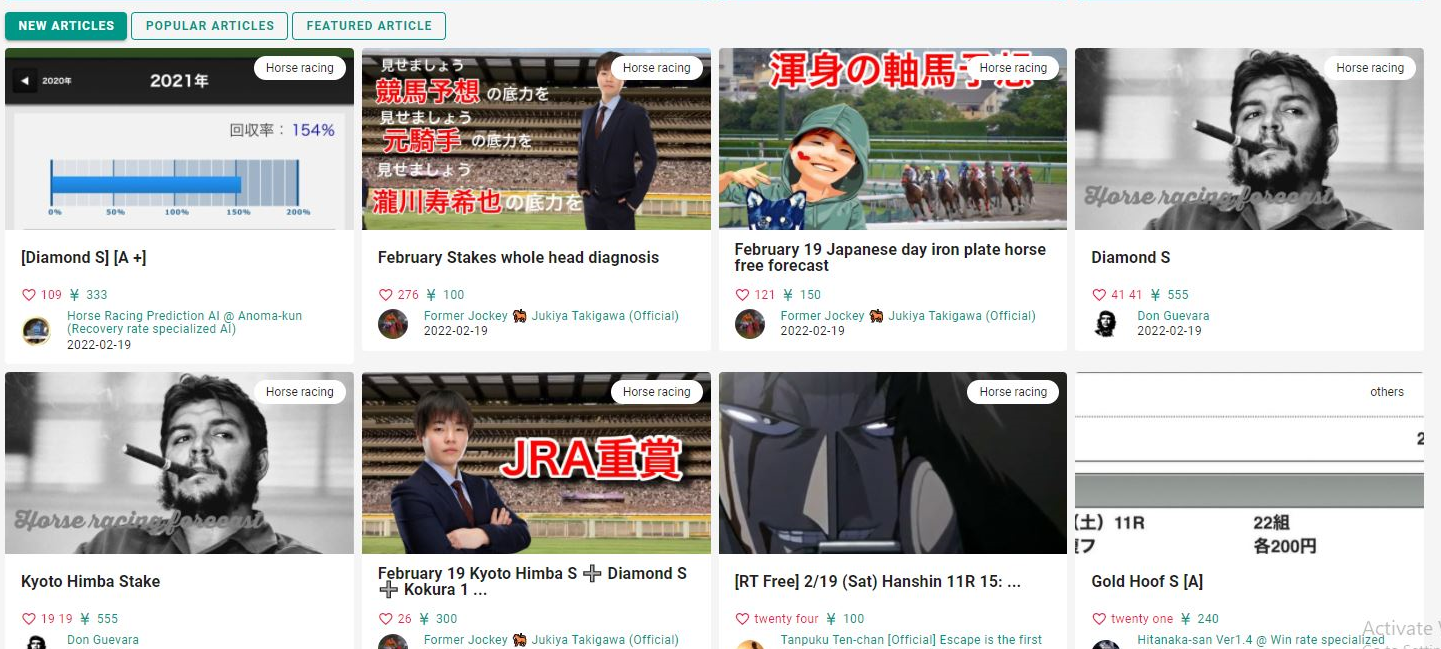 NEW ARTICLES
POPULAR ARTICLES
FEATURED ARTICLE
Horse racing
2020年
2021年
回収率： 154%
0% 50% 100% 150% 200%
[Diamond S] [A +]
109 ¥ 333
Horse Racing Prediction AI @ Anoma-kun
(Recovery rate specialized AI)
2022-02-19
Horse racing
見せましょう
競馬予想 の底力を
見せましょう
元騎手 の底力を
見せましょう
瀧川寿希也の底力を
February Stakes whole head diagnosis
276 ¥ 100
Former Jockey 🐎 Jukiya Takigawa (Official)
2022-02-19
Horse racing
渾身の軸馬予想
February 19 Japanese day iron plate horse
free forecast
121 ¥ 150
Former Jockey 🐎 Jukiya Takigawa (Official)
2022-02-19
Horse racing
Horse racing forecast
Diamond S
41 41 ¥ 555
Don Guevara
2022-02-19
Horse racing
Horse racing forecast
Kyoto Himba Stake
19 19 ¥ 555
Don Guevara
Horse racing
JRA重賞
February 19 Kyoto Himba S ➕ Diamond S
➕ Kokura 1 ...
26 ¥ 300
Former Jockey 🐎 Jukiya Takigawa (Official)
Horse racing
[RT Free] 2/19 (Sat) Hanshin 11R 15: ...
twenty four ¥ 100
Tanpuku Ten-chan [Official] Escape is the first
others
2
(土) 11R 22組
フ 各200円
Gold Hoof S [A]
twenty one ¥ 240
Hitanaka-san Ver1.4 @ Win rate specialized
Activate